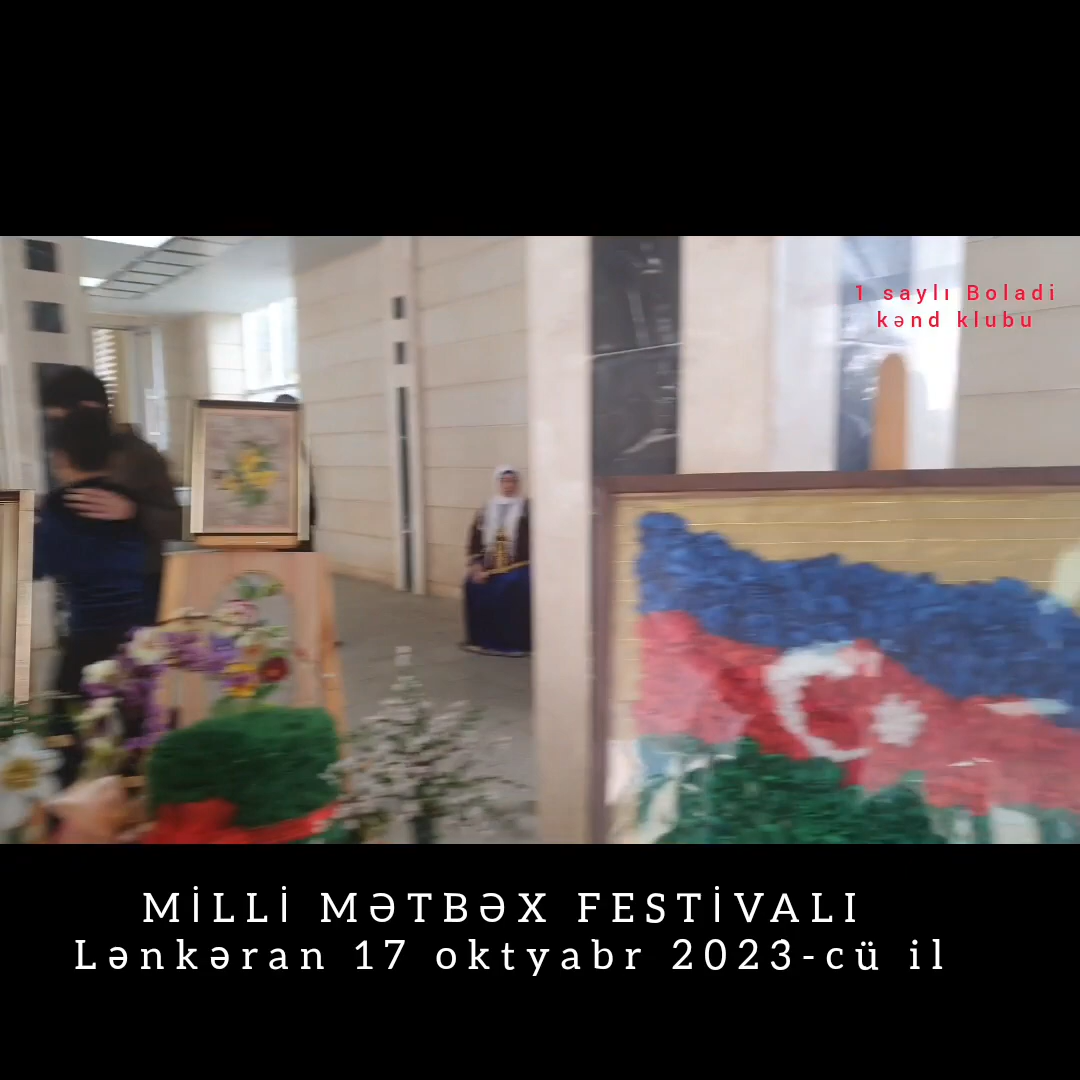 1 saylı Boladi
kənd klubu
MİLLİ MƏTBƏX FESTİVALI
Lənkəran 17 oktyabr 2023-cü il